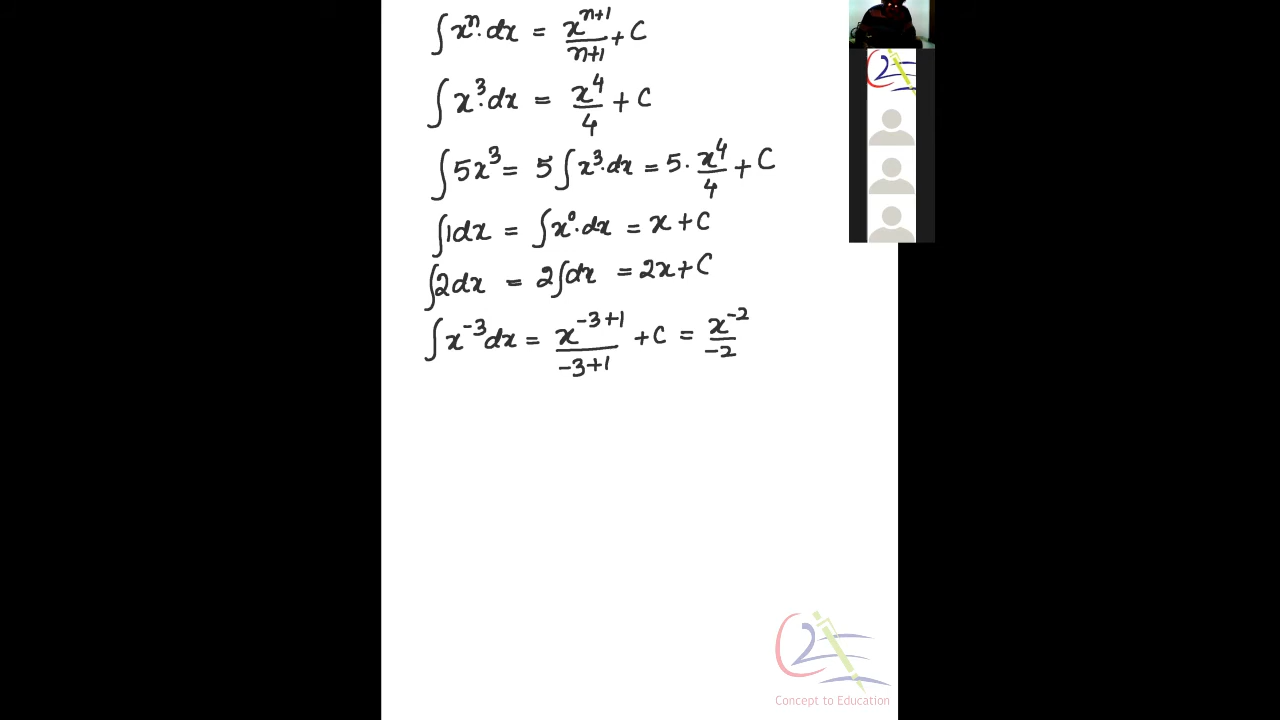 ∫xⁿ·dx = xⁿ⁺¹/n+1 + C
∫x³·dx = x⁴/4 + C
∫5x³ = 5∫x³·dx = 5·x⁴/4 + C
∫1dx = ∫x⁰·dx = x + C
∫2dx = 2∫dx = 2x + C
∫x⁻³dx = x⁻³⁺¹/-3+1 + C = x⁻²/-2
Concept to Education